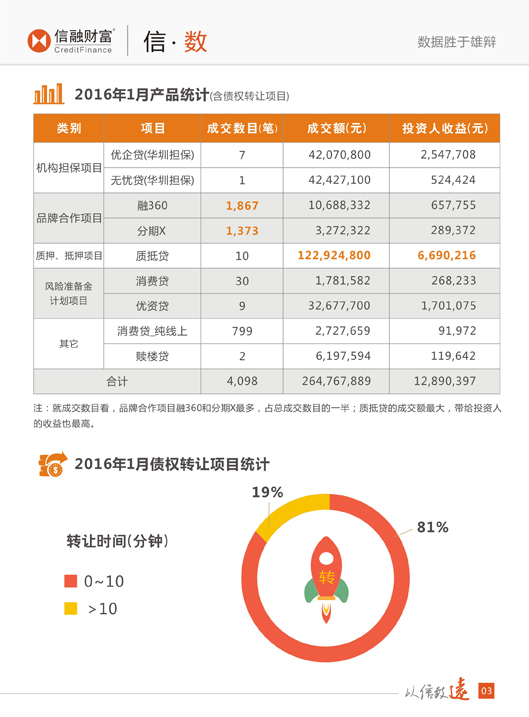 信融财富®
CreditFinance
信·数
数据胜于雄辩
2016年1月产品统计(含债权转让项目)
类别 项目 成交数目(笔) 成交额(元) 投资人收益(元)
机构担保项目 优企贷(华圳担保) 7 42,070,800 2,547,708
无忧贷(华圳担保) 1 42,427,100 524,424
品牌合作项目 融360 1,867 10,688,332 657,755
分期X 1,373 3,272,322 289,372
质押、抵押项目 质抵贷 10 122,924,800 6,690,216
风险准备金
计划项目 消费贷 30 1,781,582 268,233
优资贷 9 32,677,700 1,701,075
其它 消费贷_纯线上 799 2,727,659 91,972
赎楼贷 2 6,197,594 119,642
合计 4,098 264,767,889 12,890,397
注：就成交数目看，品牌合作项目融360和分期X最多，占总成交数目的一半；质抵贷的成交额最大，带给投资人
的收益也最高。
2016年1月债权转让项目统计
19%
81%
转让时间(分钟)
0~10
>10
转
以信致远
03